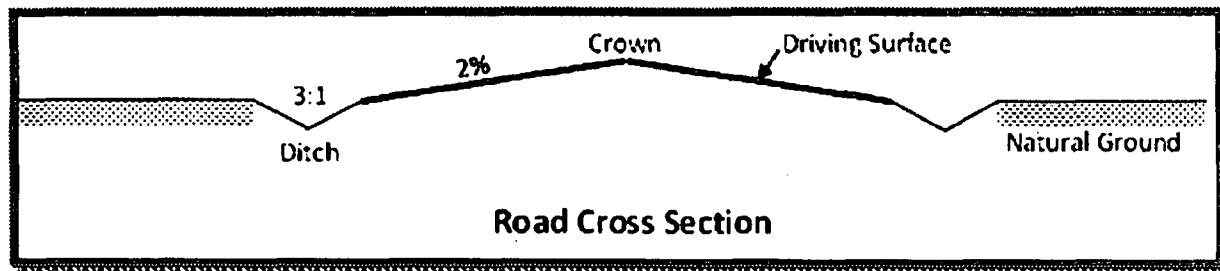 Crown
Driving Surface
2%
3:1
Ditch
Natural Ground
Road Cross Section